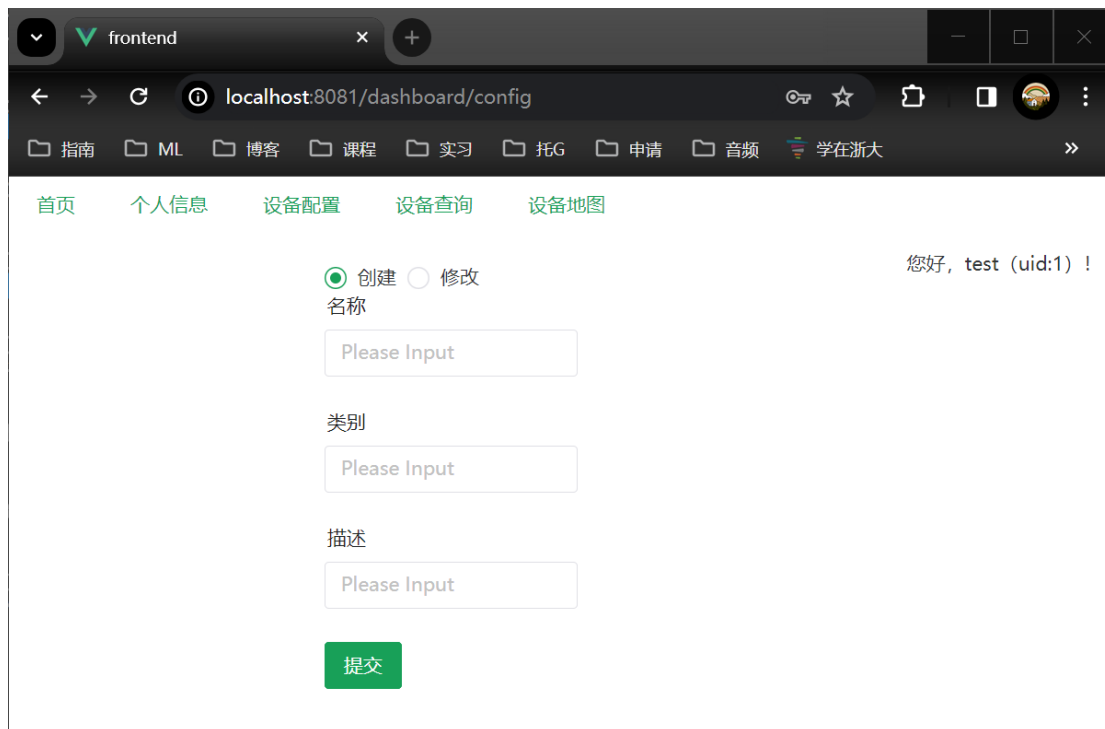 frontend
localhost:8081/dashboard/config
指南 ML 博客 课程 实习 托G 申请 音频 学在浙大
首页 个人信息 设备配置 设备查询 设备地图
您好，test（uid:1）！
创建 修改
名称
Please Input
类别
Please Input
描述
Please Input
提交